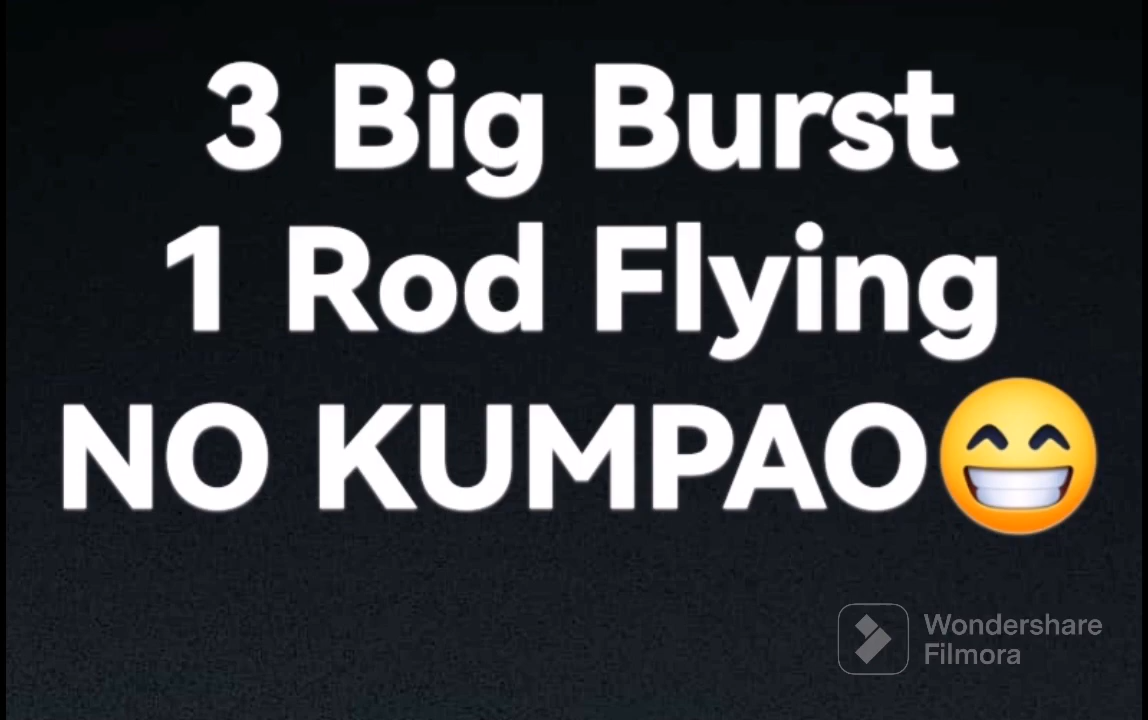 3 Big Burst
1 Rod Flying
NO KUMPAO😁
Wondershare
Filmora